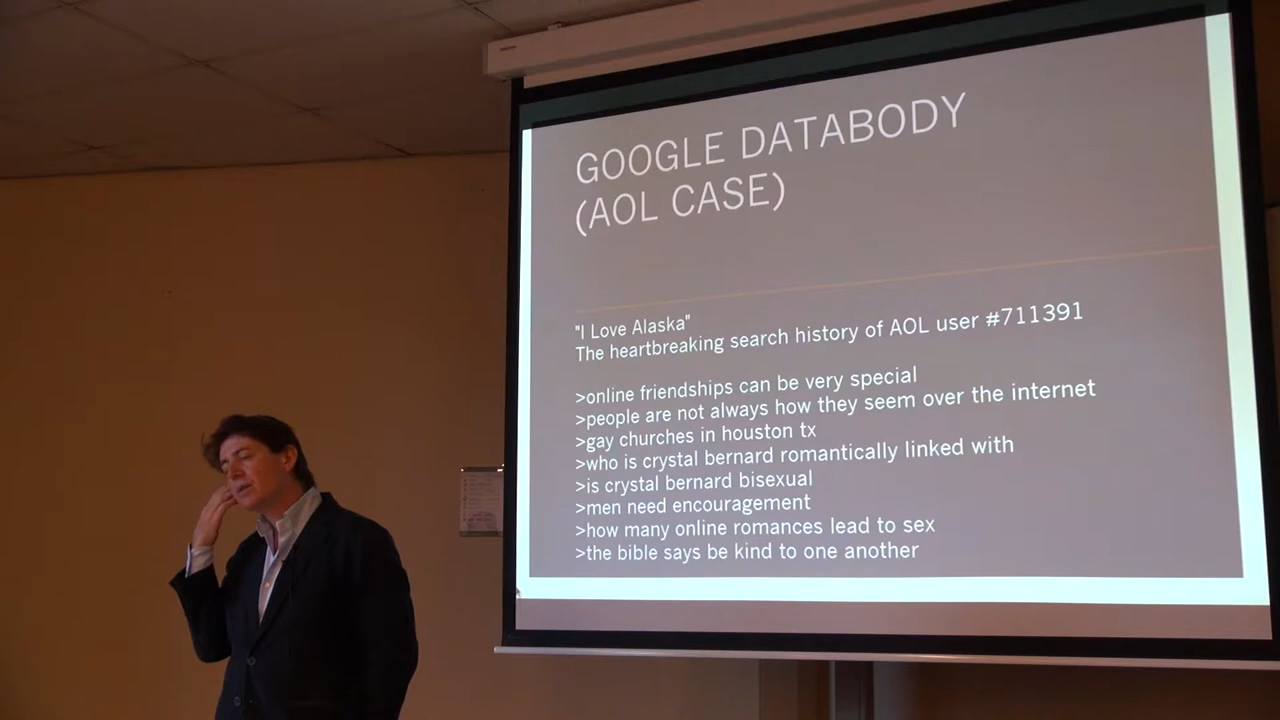 GOOGLE DATABODY
(AOL CASE)
"I Love Alaska"
The heartbreaking search history of AOL user #711391
>online friendships can be very special
>people are not always how they seem over the internet
>gay churches in houston tx
>who is crystal bernard romantically linked with
>is crystal bernard bisexual
>men need encouragement
>how many online romances lead to sex
>the bible says be kind to one another